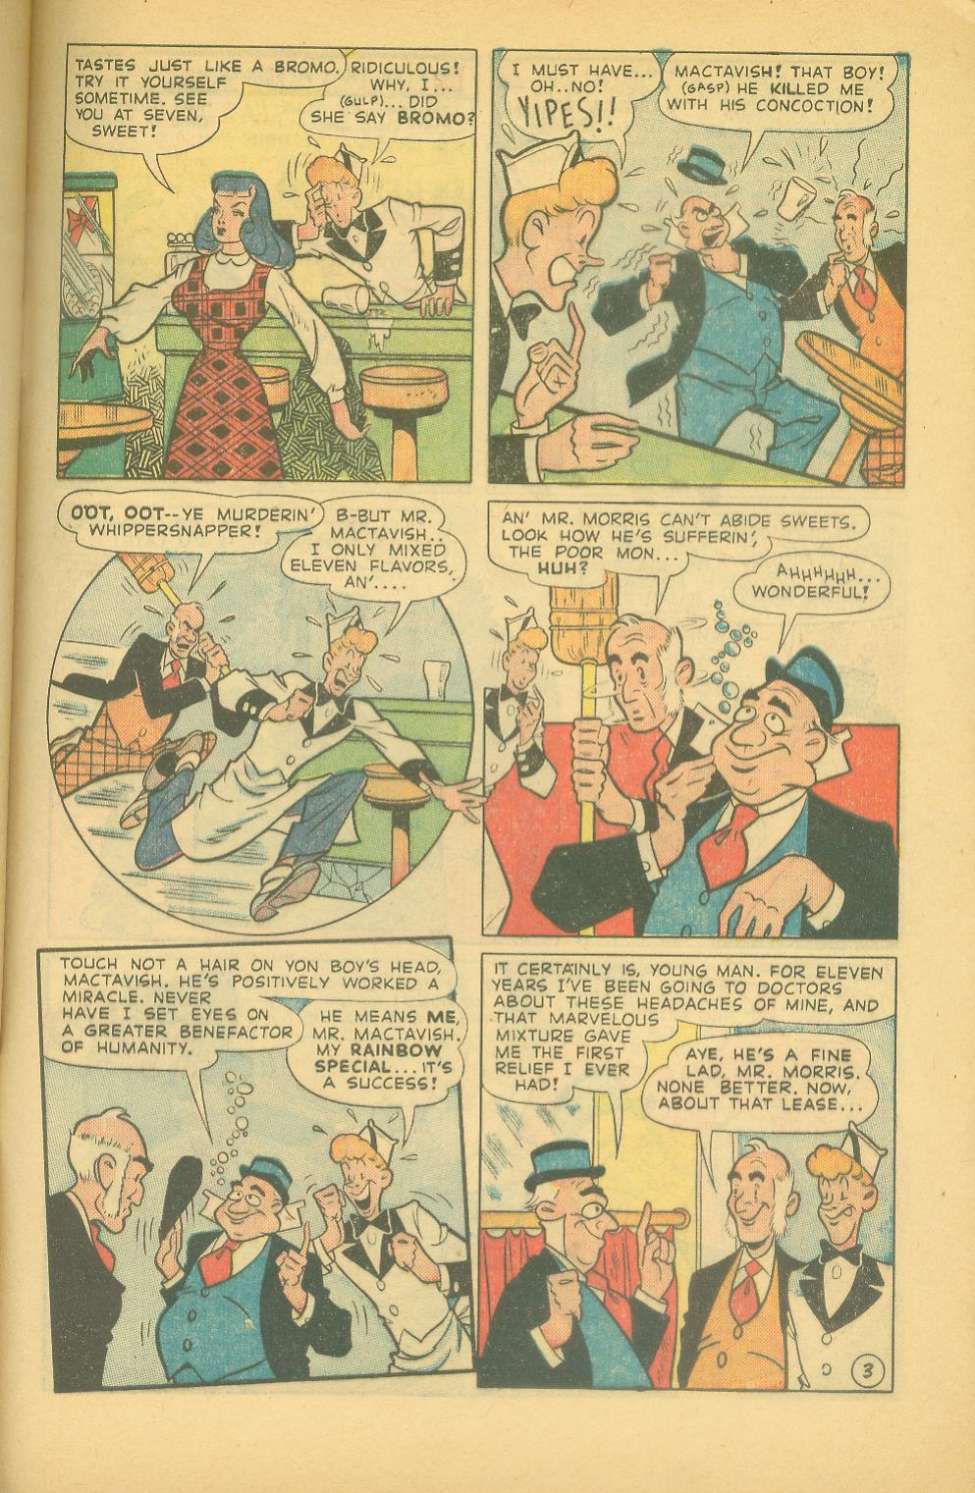 TASTES JUST LIKE A BROMO.
TRY IT YOURSELF
SOMETIME. SEE
YOU AT SEVEN,
SWEET!
RIDICULOUS!
WHY, I...
(GULP)... DID
SHE SAY BROMO?
I MUST HAVE...
OH..NO!
YIPES!!
MACTAVISH! THAT BOY!
(GASP) HE KILLED ME
WITH HIS CONCOCTION!
OOT, OOT--YE MURDERIN'
WHIPPERSNAPPER!
B-BUT MR.
MACTAVISH..
I ONLY MIXED
ELEVEN FLAVORS,
AN'....
AN' MR. MORRIS CAN'T ABIDE SWEETS.
LOOK HOW HE'S SUFFERIN',
THE POOR MON...
HUH?
AHHHHHH...
WONDERFUL!
TOUCH NOT A HAIR ON YON BOY'S HEAD,
MACTAVISH. HE'S POSITIVELY WORKED A
MIRACLE. NEVER
HAVE I SET EYES ON
A GREATER BENEFACTOR
OF HUMANITY.
HE MEANS ME,
MR. MACTAVISH.
MY RAINBOW
SPECIAL... IT'S
A SUCCESS!
IT CERTAINLY IS, YOUNG MAN. FOR ELEVEN
YEARS I'VE BEEN GOING TO DOCTORS
ABOUT THESE HEADACHES OF MINE, AND
THAT MARVELOUS
MIXTURE GAVE
ME THE FIRST
RELIEF I EVER
HAD!
AYE, HE'S A FINE
LAD, MR. MORRIS.
NONE BETTER. NOW,
ABOUT THAT LEASE...
3